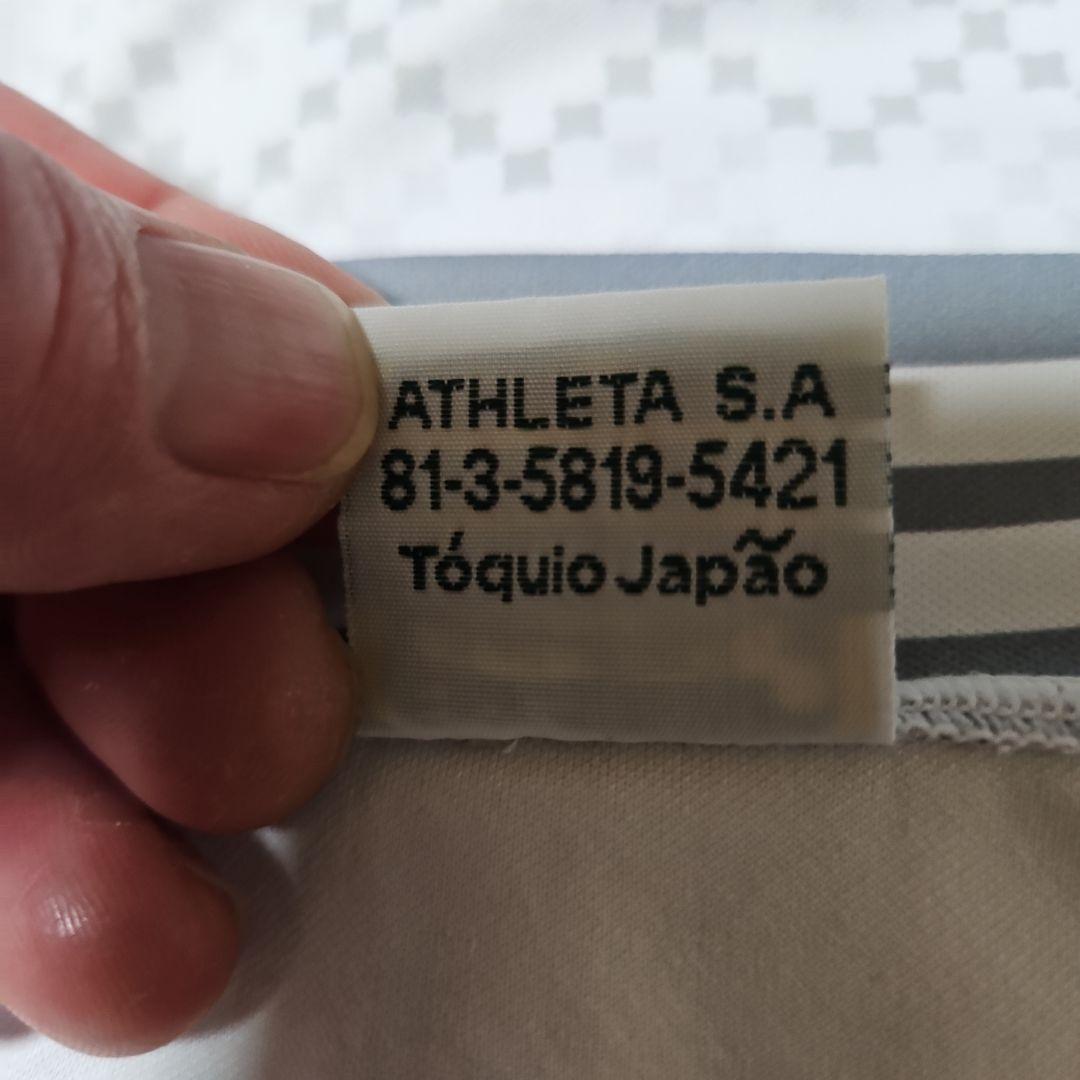 ATHLETA S.A
81-3-5819-5421
Tóquio Japão